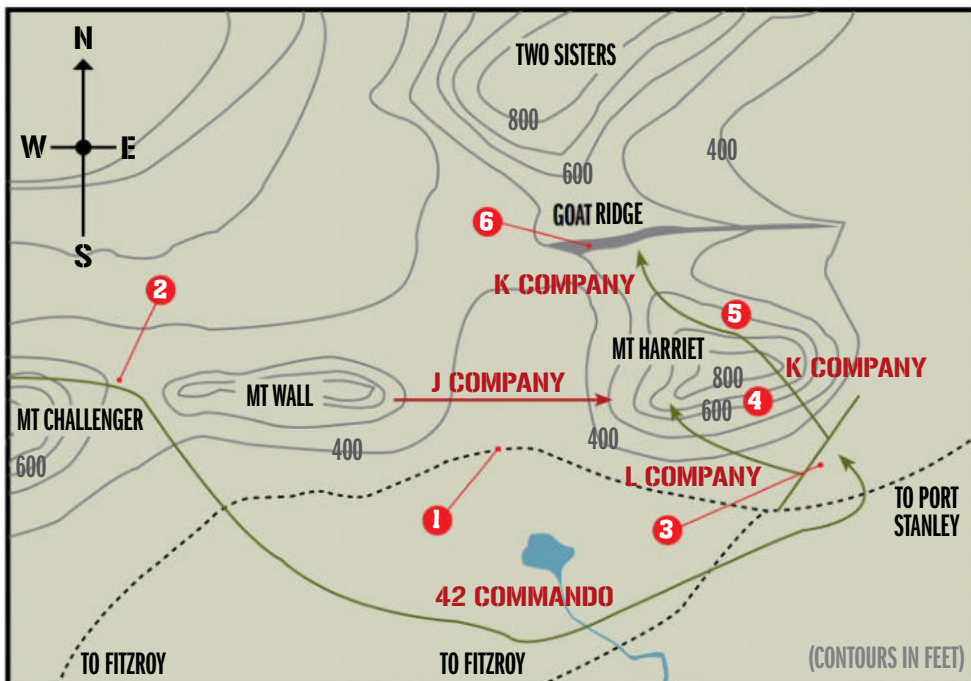 N
TWO SISTERS
W
E
800
400
600
S
GOAT RIDGE
6
K COMPANY
2
5
MT HARRIET
K COMPANY
J COMPANY
800
MT WALL
4
MT CHALLENGER
600
400
400
600
L COMPANY
TO PORT
STANLEY
1
3
42 COMMANDO
TO FITZROY
TO FITZROY
(CONTOURS IN FEET)